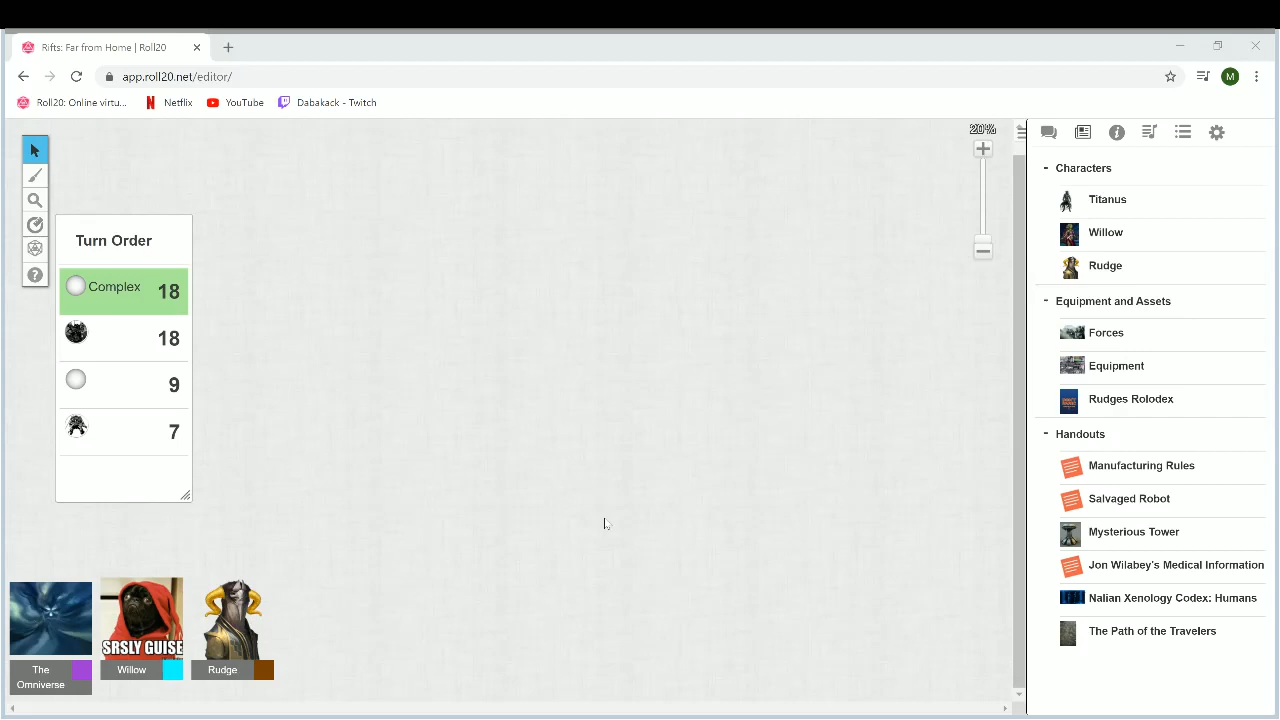 Rifts: Far from Home | Roll20
app.roll20.net/editor/
M
Roll20: Online virtu...
Netflix
YouTube
Dabakack - Twitch
20%
Turn Order
Complex 18
18
9
7
SRSLY GUISE
The Omniverse
Willow
Rudge
Characters
Titanus
Willow
Rudge
Equipment and Assets
Forces
Equipment
Rudges Rolodex
Handouts
Manufacturing Rules
Salvaged Robot
Mysterious Tower
Jon Wilabey's Medical Information
Nalian Xenology Codex: Humans
The Path of the Travelers